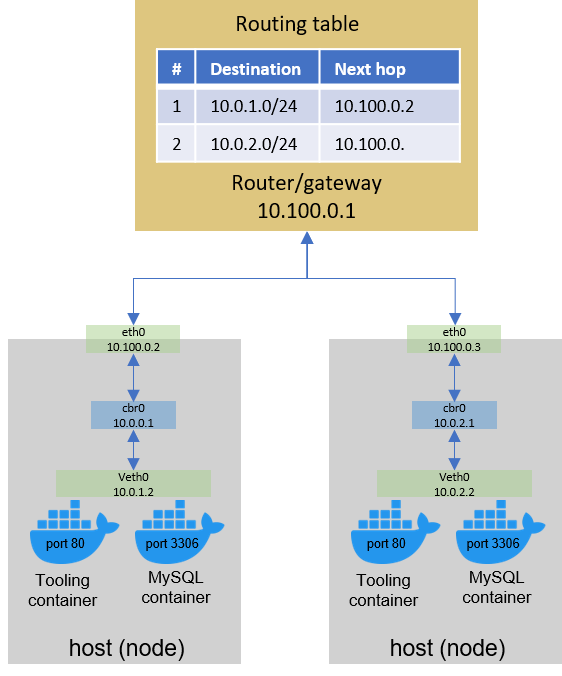 Routing table
# Destination Next hop
1 10.0.1.0/24 10.100.0.2
2 10.0.2.0/24 10.100.0.
Router/gateway
10.100.0.1
eth0
10.100.0.2
cbr0
10.0.0.1
Veth0
10.0.1.2
port 80
port 3306
Tooling
container
MySQL
container
host (node)
eth0
10.100.0.3
cbr0
10.0.2.1
Veth0
10.0.2.2
port 80
port 3306
Tooling
container
MySQL
container
host (node)